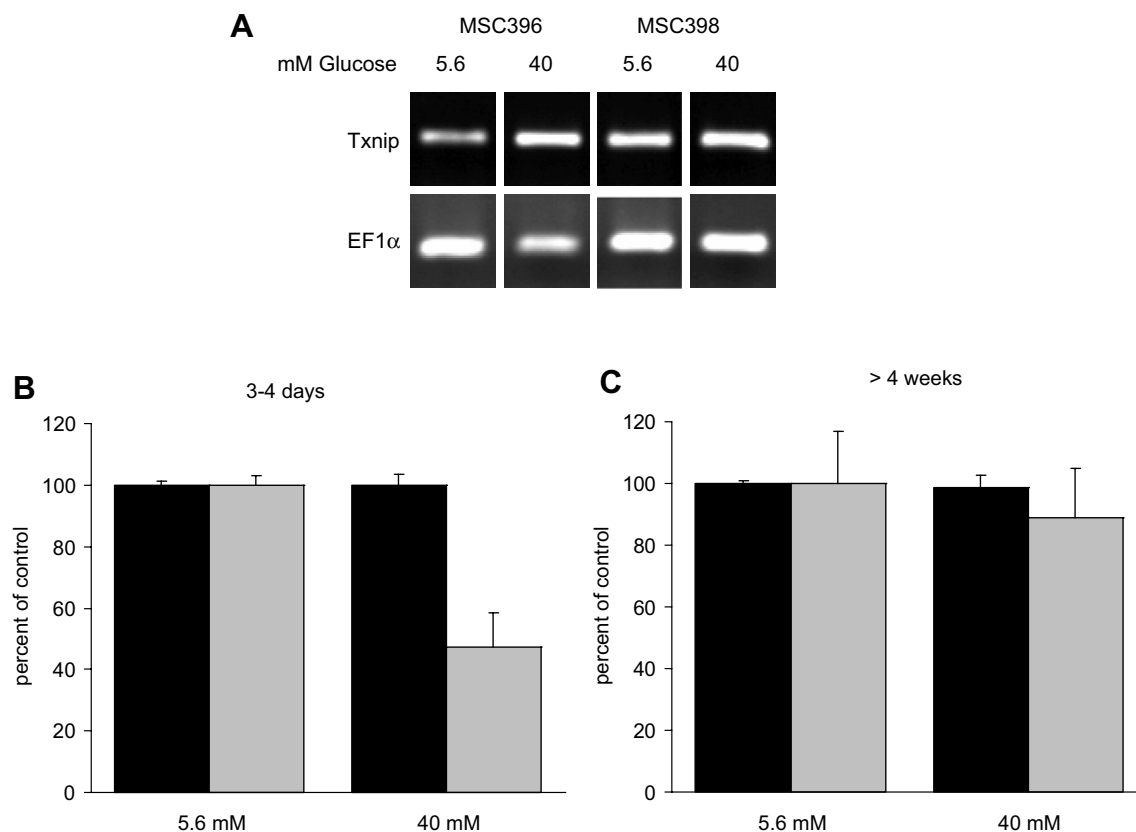 A
MSC396 MSC398
mM Glucose 5.6 40 5.6 40
Txnip
EF1α
B
3-4 days
percent of control
120
100
80
60
40
20
0
5.6 mM 40 mM
C
> 4 weeks
percent of control
120
100
80
60
40
20
0
5.6 mM 40 mM